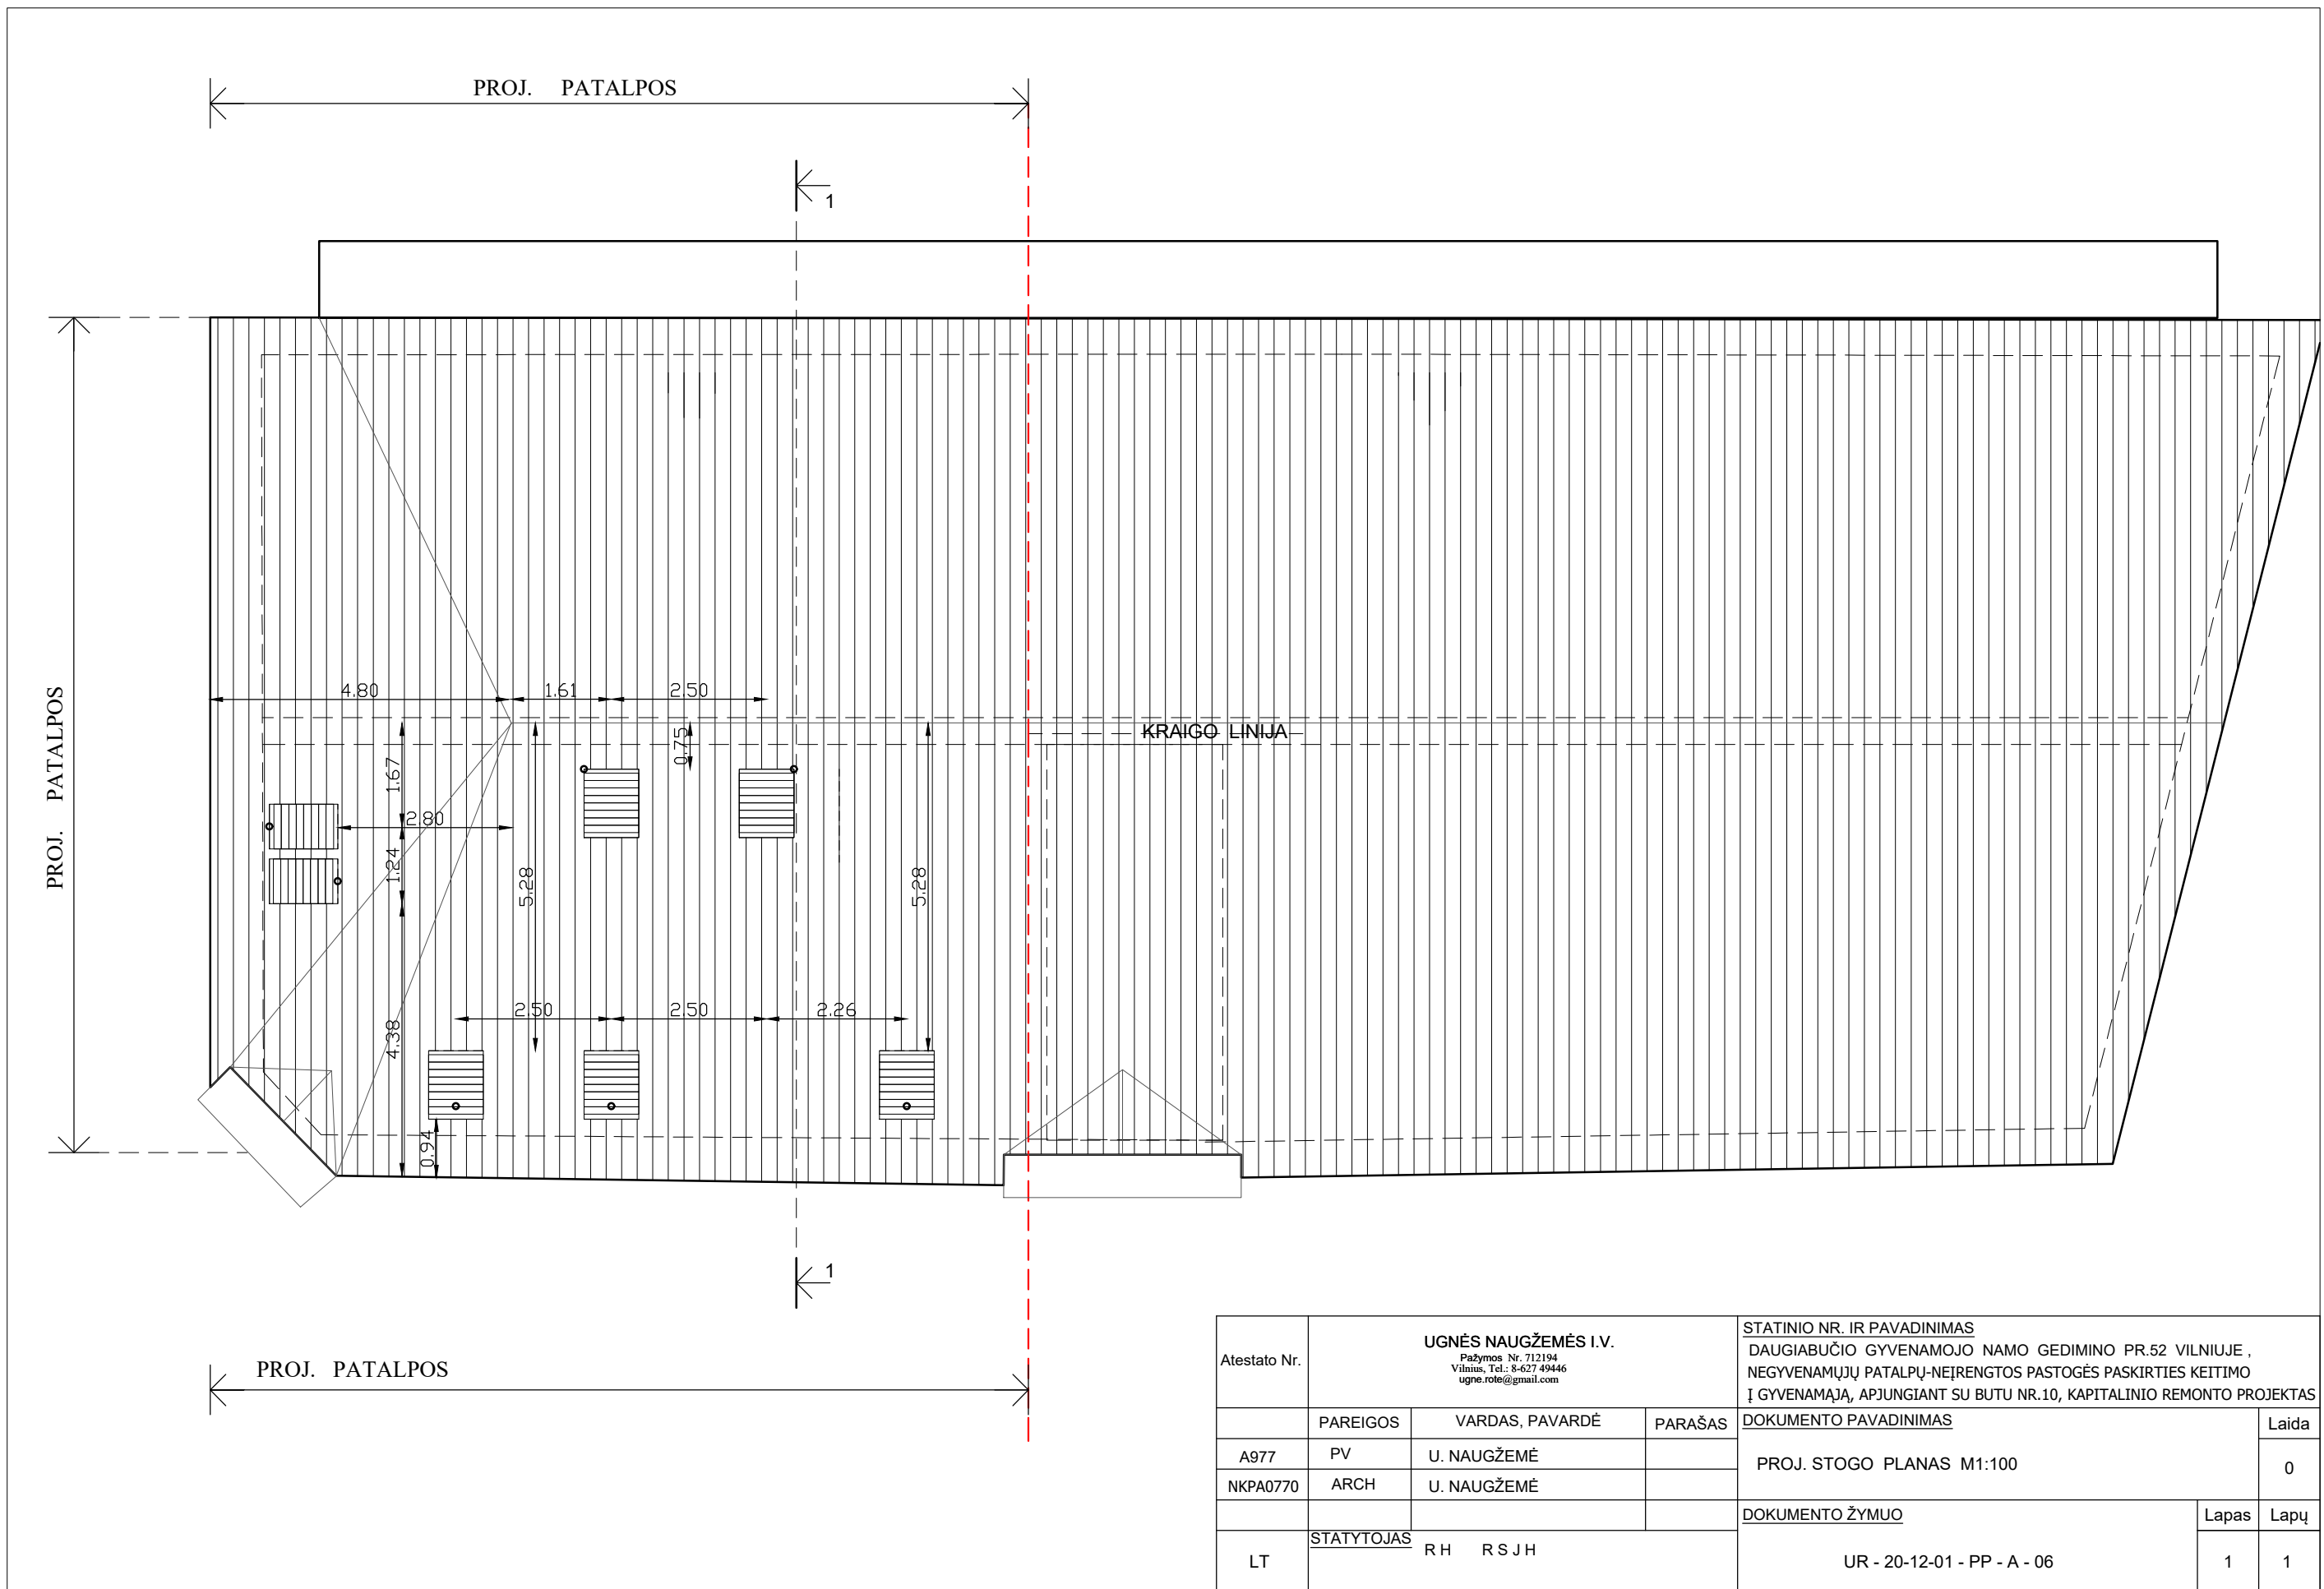 PROJ. PATALPOS
1
PROJ. PATALPOS
4.80
1.61
2.50
0.75
KRAIGO LINIJA
1.67
2.80
1.24
5.28
5.28
2.50
2.50
2.26
4.38
0.94
1
PROJ. PATALPOS
Atestato Nr.
UGNĖS NAUGŽEMĖS I.V.
Pažymos Nr. 712194
Vilnius, Tel.: 8-627 49446
ugne.rote@gmail.com
STATINIO NR. IR PAVADINIMAS
DAUGIABUČIO GYVENAMOJO NAMO GEDIMINO PR.52 VILNIUJE ,
NEGYVENAMŲJŲ PATALPŲ-NEĮRENGTOS PASTOGĖS PASKIRTIES KEITIMO
Į GYVENAMĄJĄ, APJUNGIANT SU BUTU NR.10, KAPITALINIO REMONTO PROJEKTAS
PAREIGOS VARDAS, PAVARDĖ PARAŠAS
DOKUMENTO PAVADINIMAS
Laida
A977 PV U. NAUGŽEMĖ
PROJ. STOGO PLANAS M1:100
0
NKPA0770 ARCH U. NAUGŽEMĖ
DOKUMENTO ŽYMUO
Lapas Lapų
LT
STATYTOJAS
R H R S J H
UR - 20-12-01 - PP - A - 06
1 1